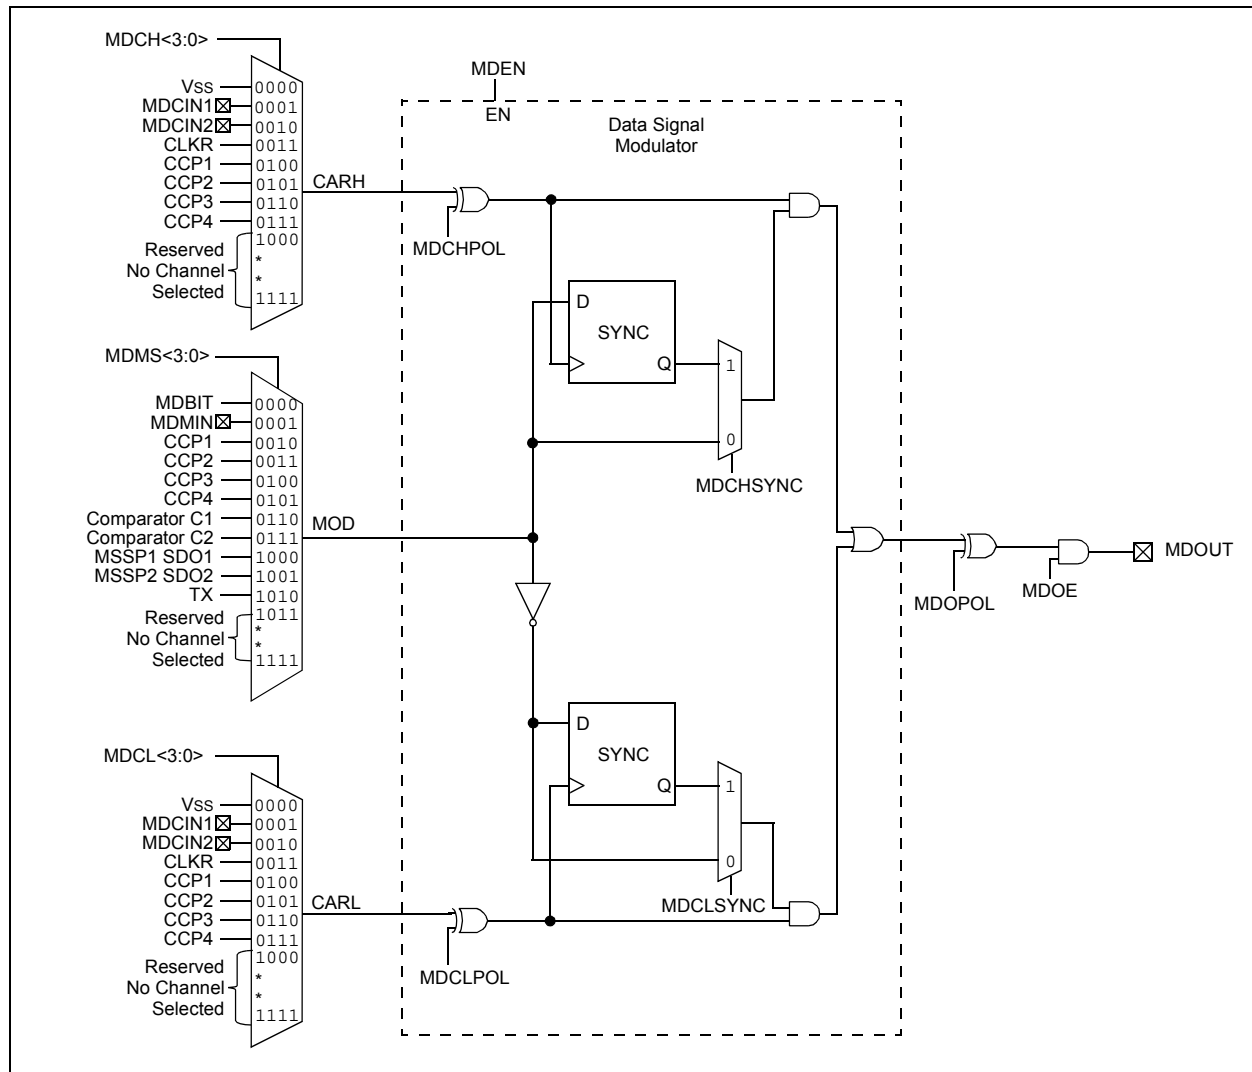 MDCH<3:0>
VSS 0000
MDCIN1 0001
MDCIN2 0010
CLKR 0011
CCP1 0100
CCP2 0101
CCP3 0110
CCP4 0111
Reserved 1000
No Channel *
*
Selected 1111
CARH
MDMS<3:0>
MDBIT 0000
MDMIN 0001
CCP1 0010
CCP2 0011
CCP3 0100
CCP4 0101
Comparator C1 0110
Comparator C2 0111
MSSP1 SDO1 1000
MSSP2 SDO2 1001
TX 1010
Reserved 1011
No Channel *
*
Selected 1111
MOD
MDCL<3:0>
VSS 0000
MDCIN1 0001
MDCIN2 0010
CLKR 0011
CCP1 0100
CCP2 0101
CCP3 0110
CCP4 0111
Reserved 1000
No Channel *
*
Selected 1111
CARL
MDEN
EN
Data Signal
Modulator
MDCHPOL
D
SYNC
Q
1
0
MDCHSYNC
D
SYNC
Q
1
0
MDCLSYNC
MDCLPOL
MDOPOL
MDOE
MDOUT